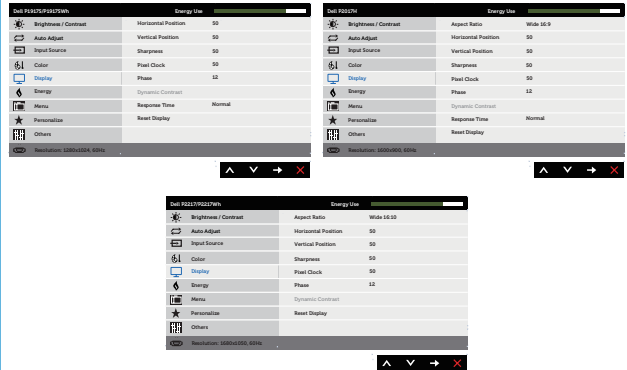 Dell P1917S/P1917SWh Energy Use
Brightness / Contrast Horizontal Position 50
Auto Adjust Vertical Position 50
Input Source Sharpness 50
Color Pixel Clock 50
Display Phase 12
Energy Dynamic Contrast
Menu Response Time Normal
Personalize Reset Display
Others
Resolution: 1280x1024, 60Hz
Dell P2017H Energy Use
Brightness / Contrast Aspect Ratio Wide 16:9
Auto Adjust Horizontal Position 50
Input Source Vertical Position 50
Color Sharpness 50
Display Pixel Clock 50
Energy Phase 12
Menu Dynamic Contrast
Personalize Response Time Normal
Others Reset Display
Resolution: 1600x900, 60Hz
Dell P2217/P2217Wh Energy Use
Brightness / Contrast Aspect Ratio Wide 16:10
Auto Adjust Horizontal Position 50
Input Source Vertical Position 50
Color Sharpness 50
Display Pixel Clock 50
Energy Phase 12
Menu Dynamic Contrast
Personalize Reset Display
Others
Resolution: 1680x1050, 60Hz